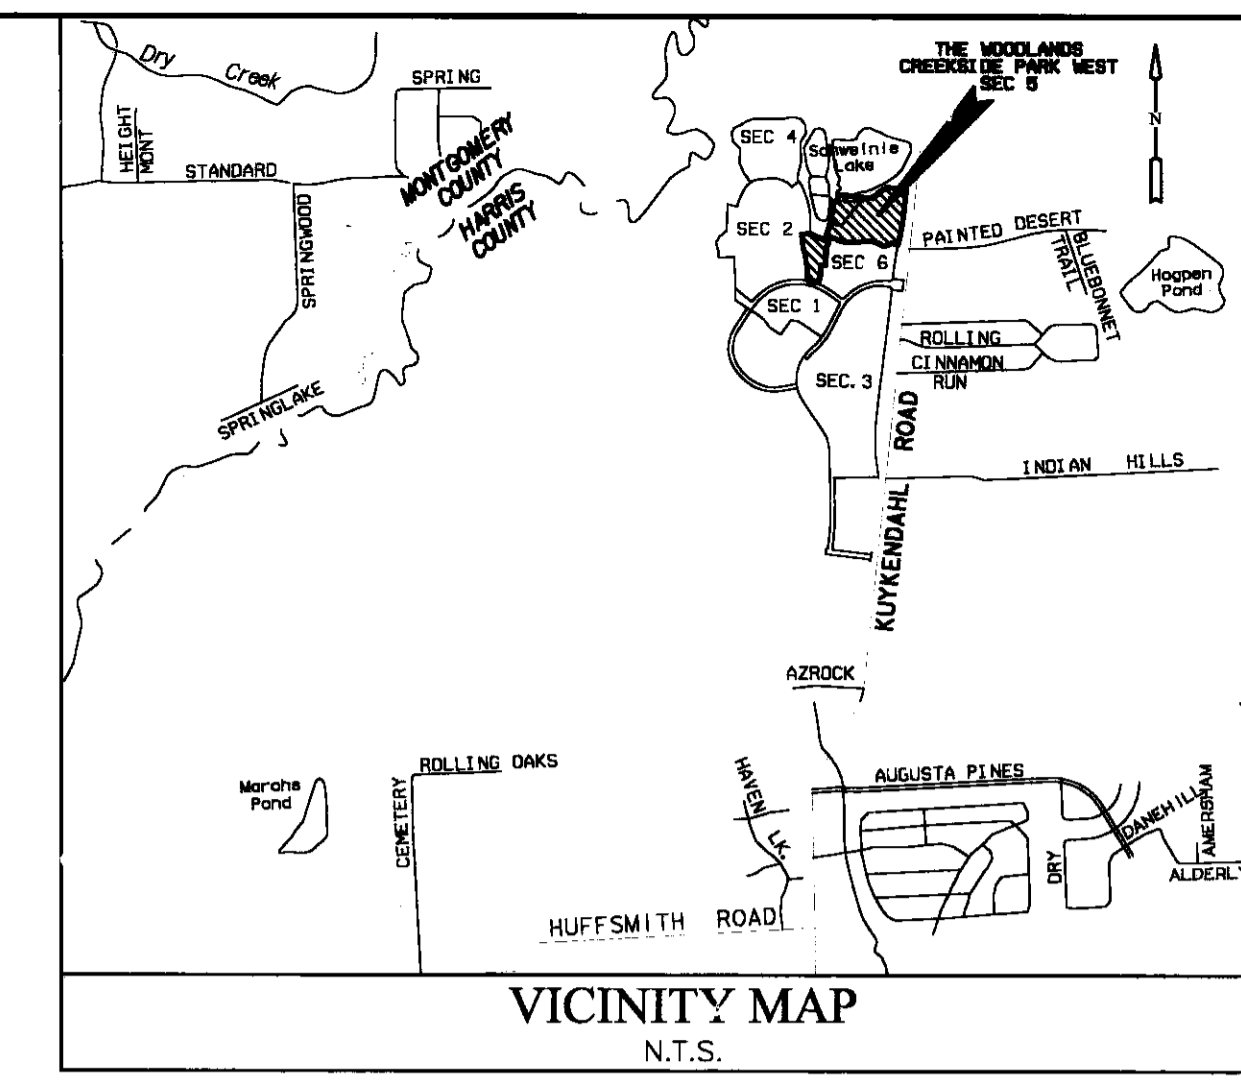 THE WOODLANDS
CREEKSIDE PARK WEST
SEC 5
Dry Creek
SPRING
N
HEIGHT
MONT
STANDARD
MONTGOMERY
COUNTY
HARRIS
COUNTY
SEC 4
Schweinle
Lake
SPRINGWOOD
SEC 2
SEC 6
PAINTED DESERT
BLUEBONNET
TRAIL
Hogpen
Pond
SEC 1
ROLLING
CINNAMON
RUN
SEC. 3
SPRINGLAKE
KUYKENDAHL ROAD
INDIAN HILLS
AZROCK
ROLLING OAKS
Marahs
Pond
CEMETERY
HAVEN LK.
AUGUSTA PINES
DANEHILL
AMERSHAM
DRY
ALDERLY
HUFFSMITH ROAD
VICINITY MAP
N.T.S.